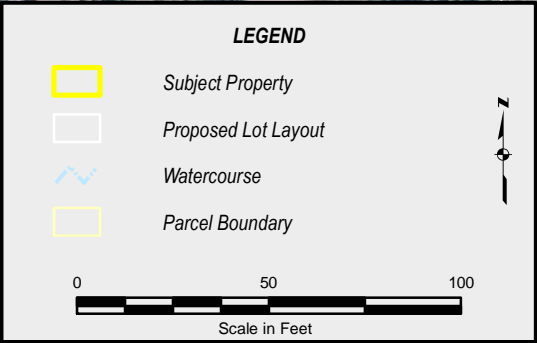 LEGEND
Subject Property
Proposed Lot Layout
Z
Watercourse
Parcel Boundary
0 50 100
Scale in Feet